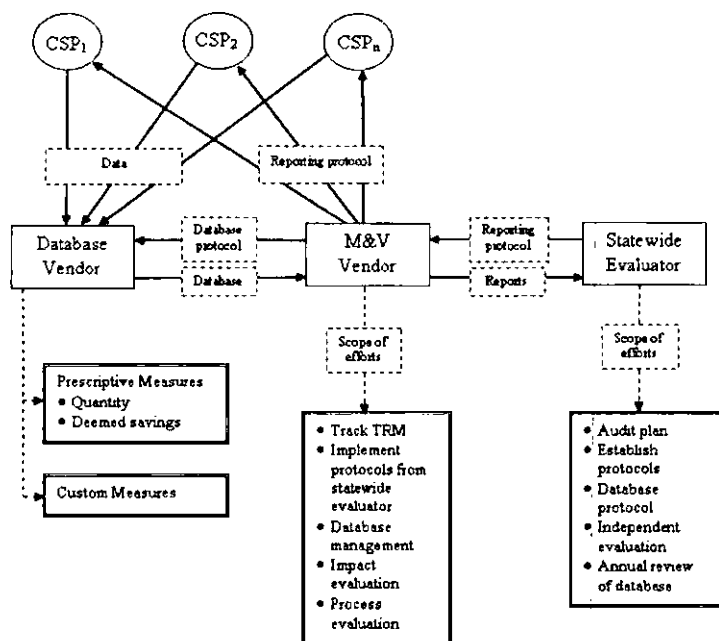 CSP1
CSP2
CSPn
Data
Reporting protocol
Database
Vendor
Database
protocol
Database
M&V
Vendor
Reporting
protocol
Reports
Statewide
Evaluator
Scope of
efforts
Scope of
efforts
Prescriptive Measures
• Quantity
• Deemed savings
Custom Measures
• Track TRM
• Implement
protocols from
statewide
evaluator
• Database
management
• Impact
evaluation
• Process
evaluation
• Audit plan
• Establish
protocols
• Database
protocol
• Independent
evaluation
• Annual review
of database